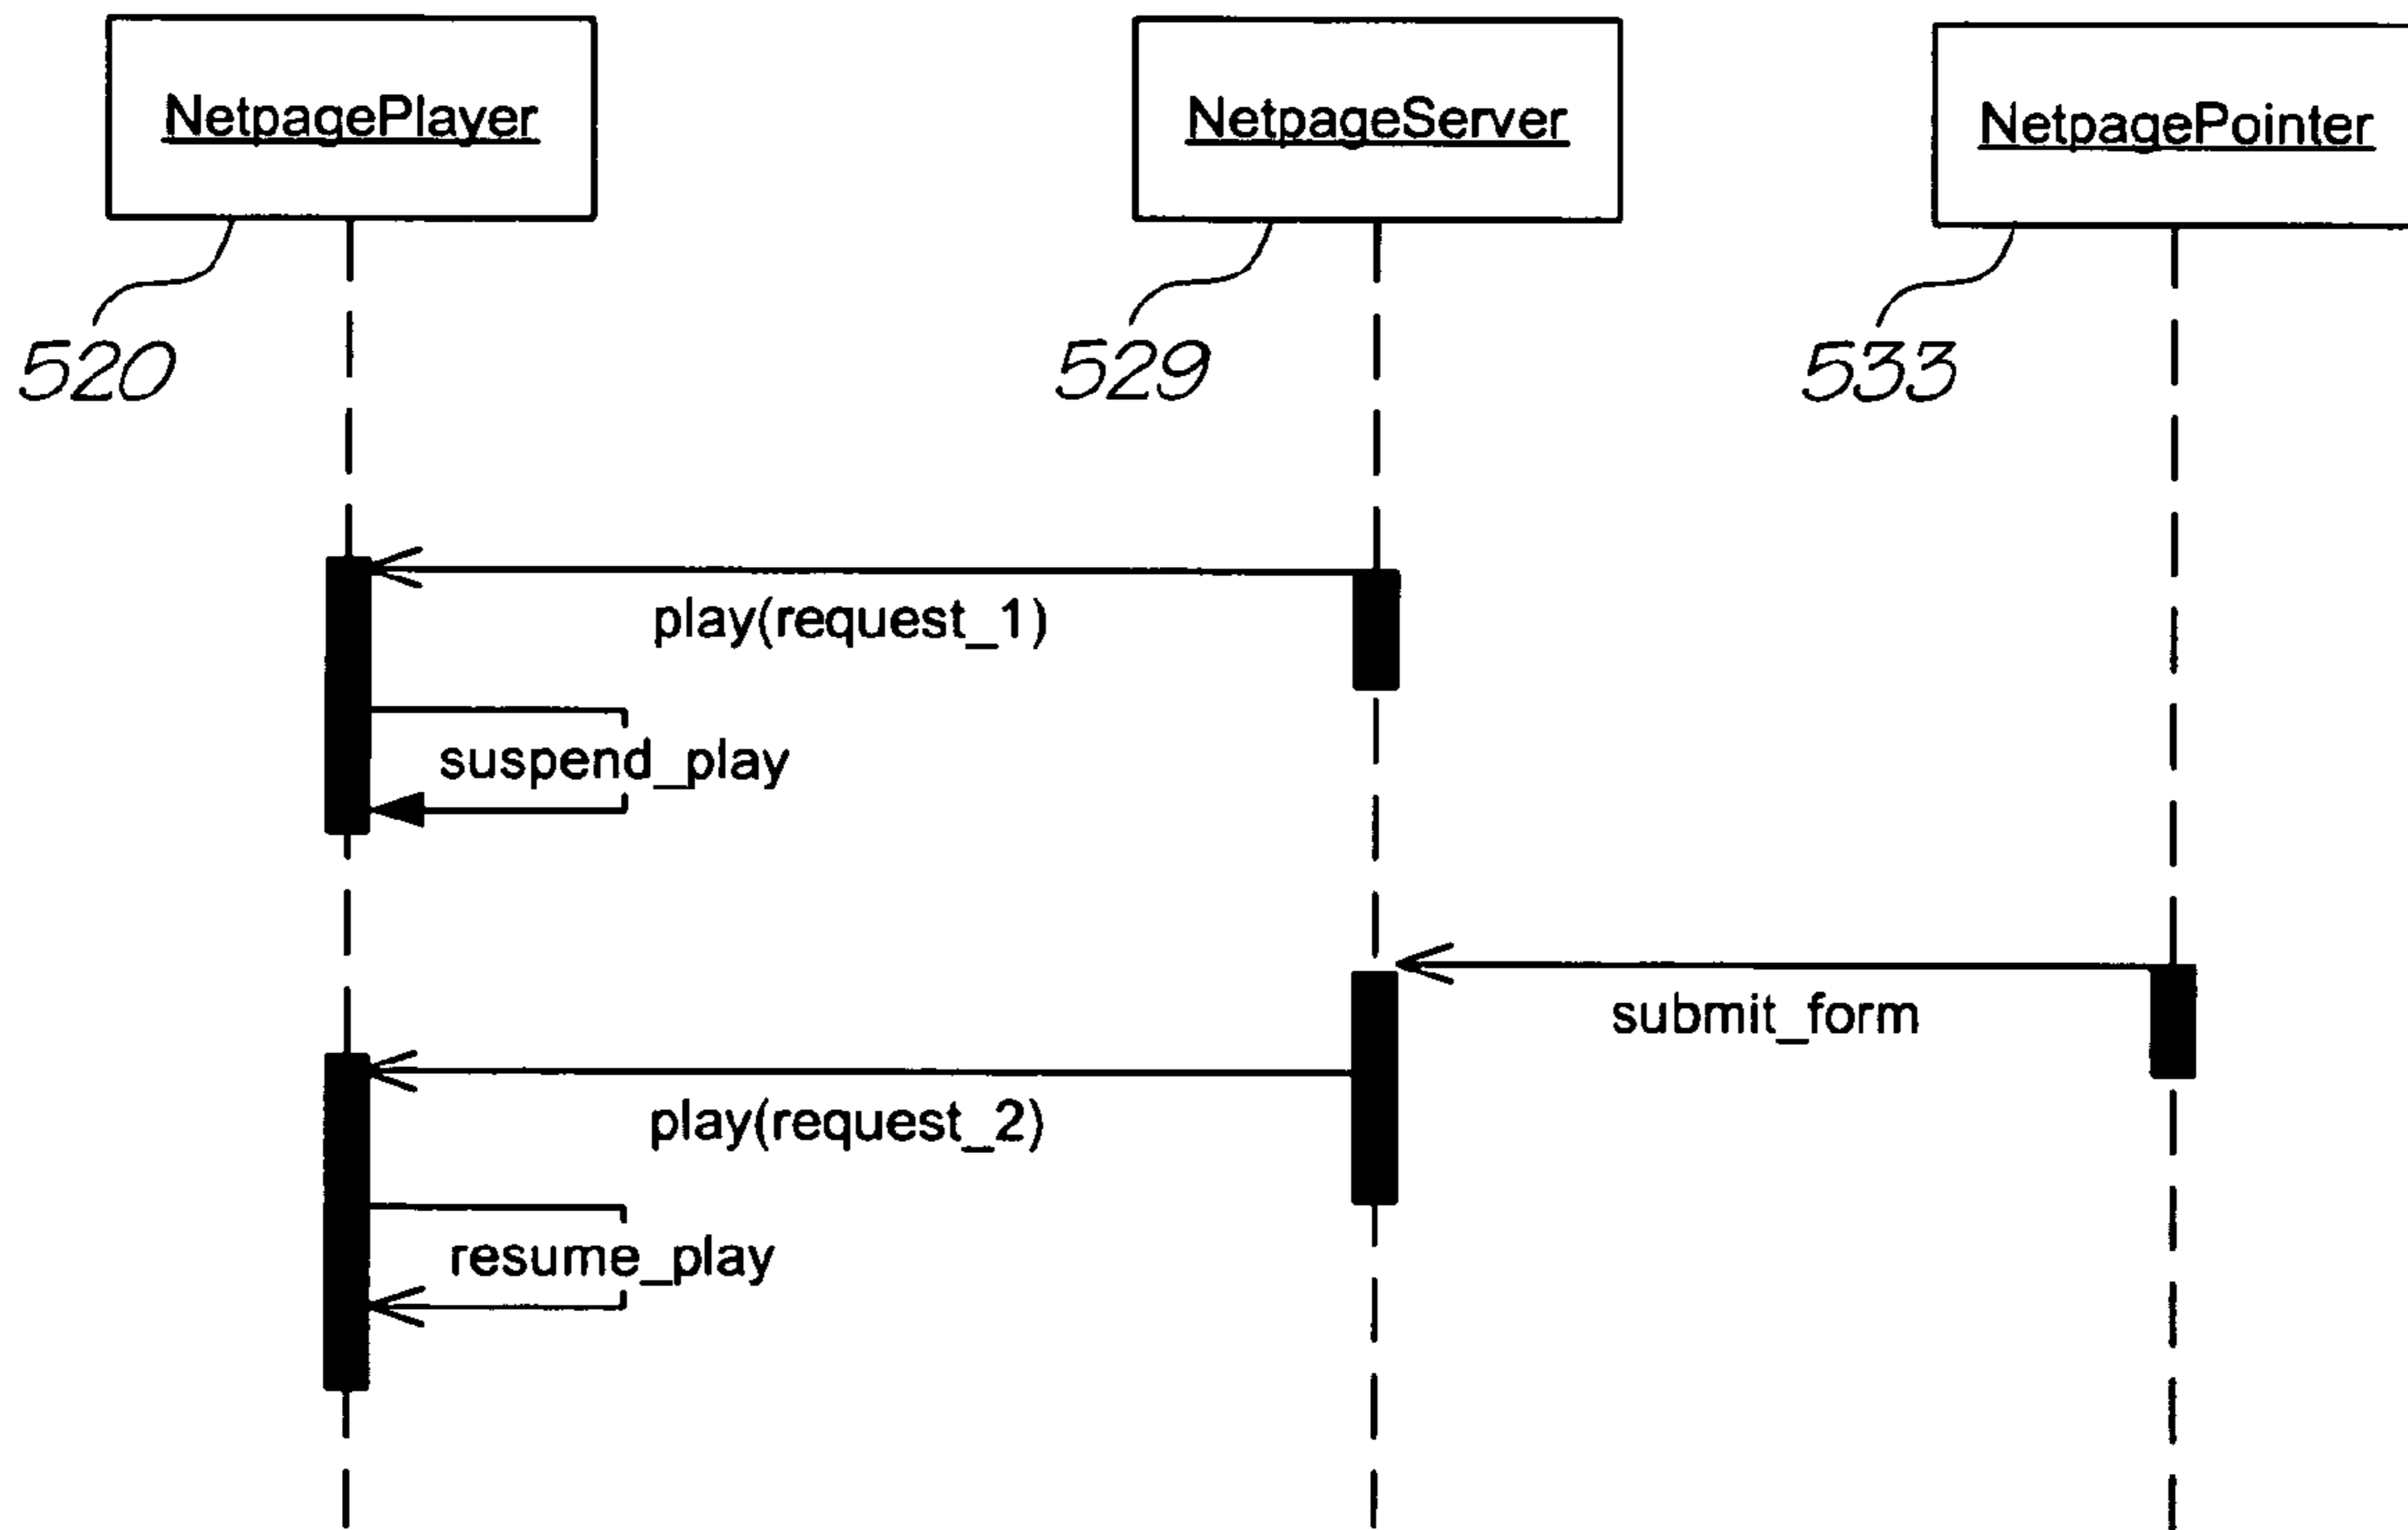 NetpagePlayer
NetpageServer
NetpagePointer
520
529
533
play(request_1)
suspend_play
submit_form
play(request_2)
resume_play